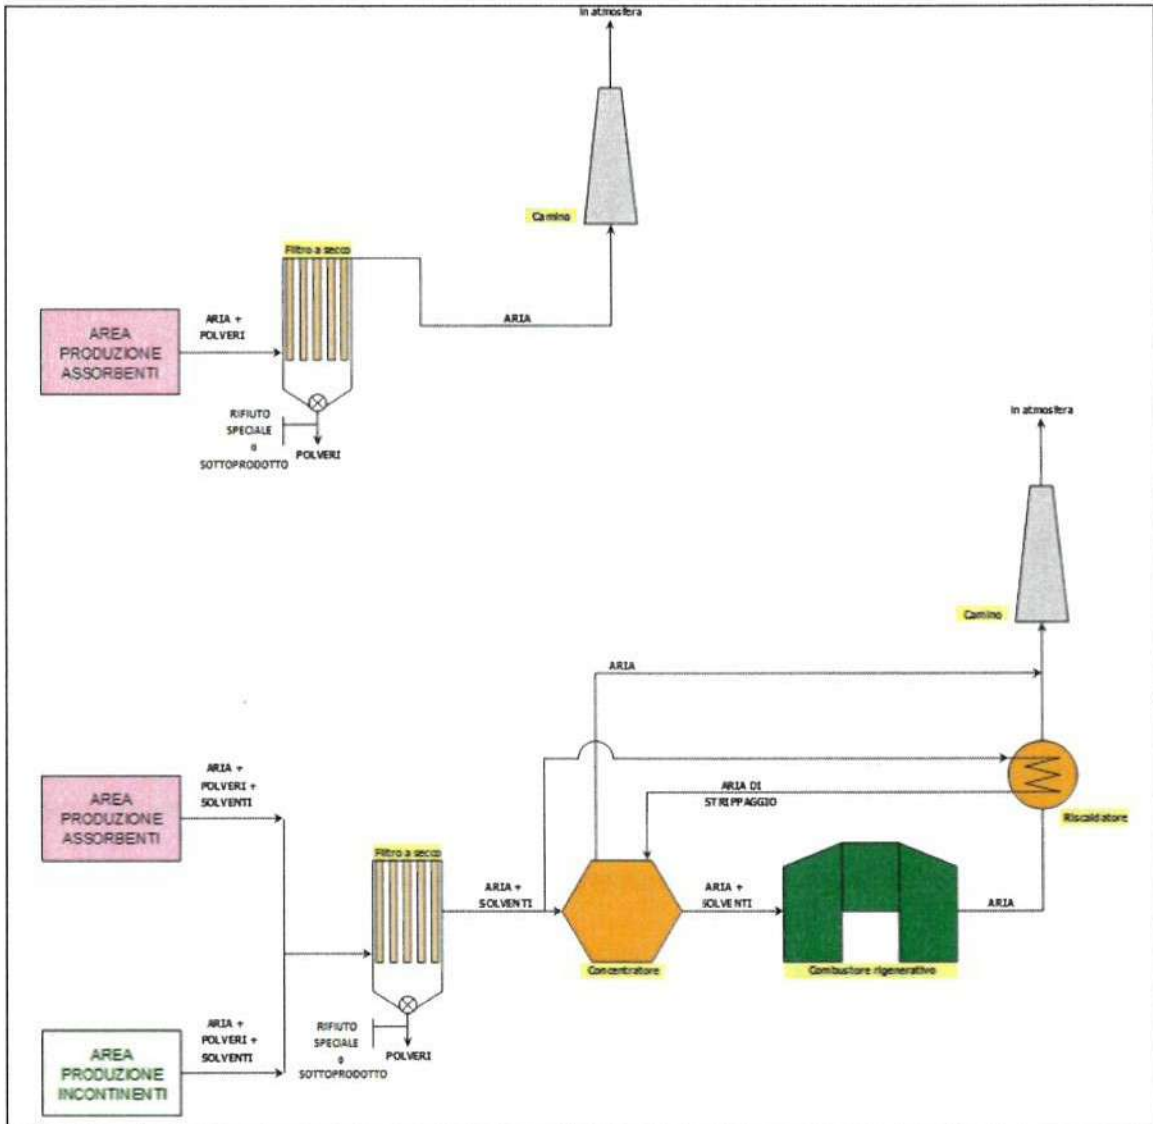 In atmosfera
Camino
Filtro a secco
ARIA +
POLVERI
ARIA
AREA
PRODUZIONE
ASSORBENTI
RIFIUTO
SPECIALE
o
SOTTOPRODOTTO
POLVERI
In atmosfera
Camino
ARIA
ARIA +
POLVERI +
SOLVENTI
AREA
PRODUZIONE
ASSORBENTI
ARIA DI
STRIPPAGGIO
Riscaldatore
Filtro a secco
ARIA +
SOLVENTI
ARIA +
SOLVENTI
ARIA
Concentratore
Combustore rigenerativo
ARIA +
POLVERI +
SOLVENTI
AREA
PRODUZIONE
INCONTINENTI
RIFIUTO
SPECIALE
o
SOTTOPRODOTTO
POLVERI